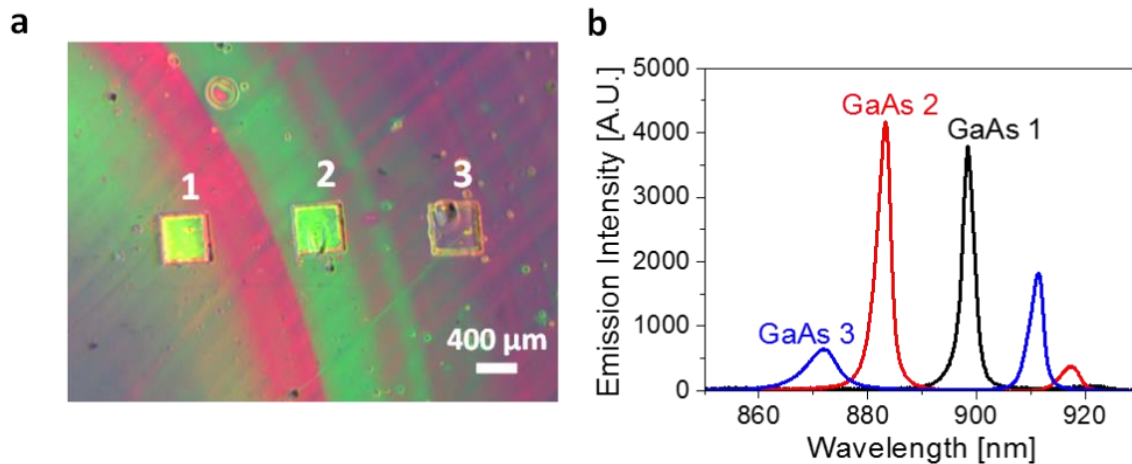 a
1
2
3
400 μm
b
Emission Intensity [A.U.]
5000
4000
3000
2000
1000
0
GaAs 2
GaAs 1
GaAs 3
860
880
900
920
Wavelength [nm]